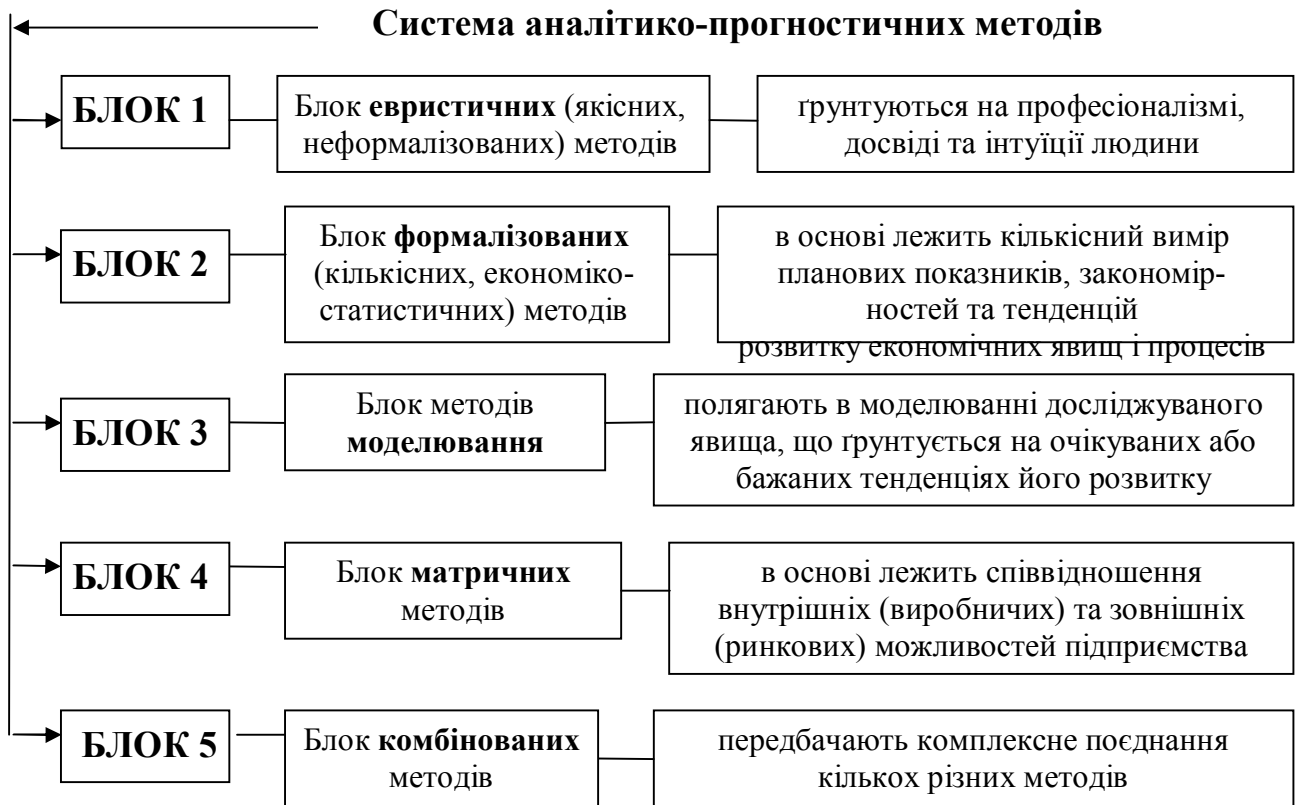 Система аналітико-прогностичних методів
БЛОК 1
Блок евристичних (якісних,
неформалізованих) методів
ґрунтуються на професіоналізмі,
досвіді та інтуїції людини
БЛОК 2
Блок формалізованих
(кількісних, економіко-
статистичних) методів
в основі лежить кількісний вимір
планових показників, закономір-
ностей та тенденцій
розвитку економічних явищ і процесів
БЛОК 3
Блок методів
моделювання
полягають в моделюванні досліджуваного
явища, що ґрунтується на очікуваних або
бажаних тенденціях його розвитку
БЛОК 4
Блок матричних
методів
в основі лежить співвідношення
внутрішніх (виробничих) та зовнішніх
(ринкових) можливостей підприємства
БЛОК 5
Блок комбінованих
методів
передбачають комплексне поєднання
кількох різних методів